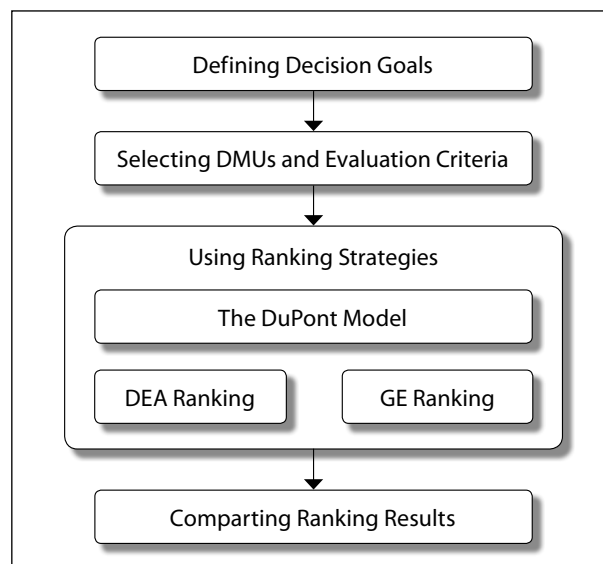 Defining Decision Goals
Selecting DMUs and Evaluation Criteria
Using Ranking Strategies
The DuPont Model
DEA Ranking
GE Ranking
Comparting Ranking Results